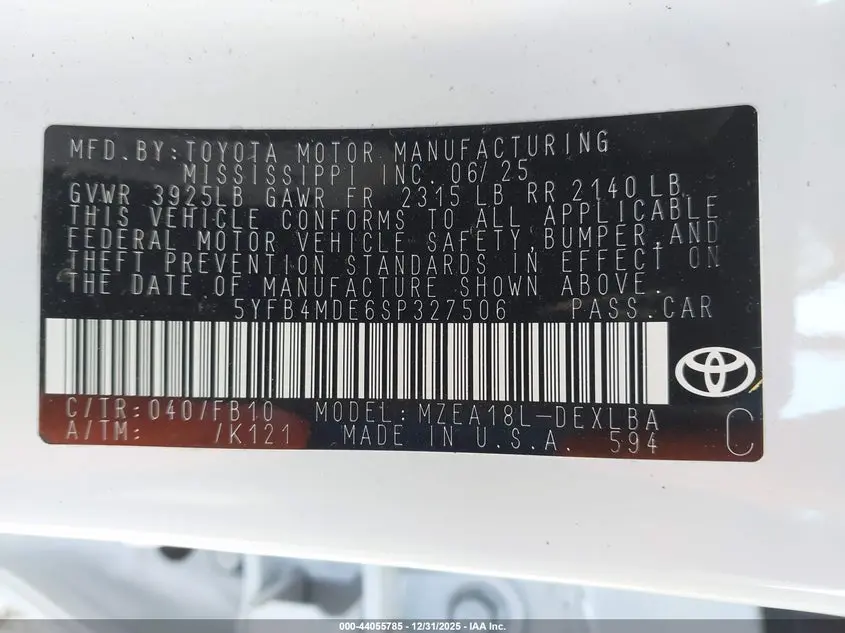 MFD.BY:TOYOTA MOTOR MANUFACTURING
MISSISSIPPI INC. 06/25
GVWR 3925LB GAWR FR 2315 LB RR 2140 LB
THIS VEHICLE CONFORMS TO ALL APPLICABLE
FEDERAL MOTOR VEHICLE SAFETY,BUMPER,AND
THEFT PREVENTION STANDARDS IN EFFECT ON
THE DATE OF MANUFACTURE SHOWN ABOVE
5YFB4MDE6SP327506 PASS.CAR
C/TR:040/FB10 MODEL:MZEA18L-DEXLBA
A/TM: /K121 MADE IN U.S.A. 594
C
000-44055785 - 12/31/2025 - IAA, Inc.